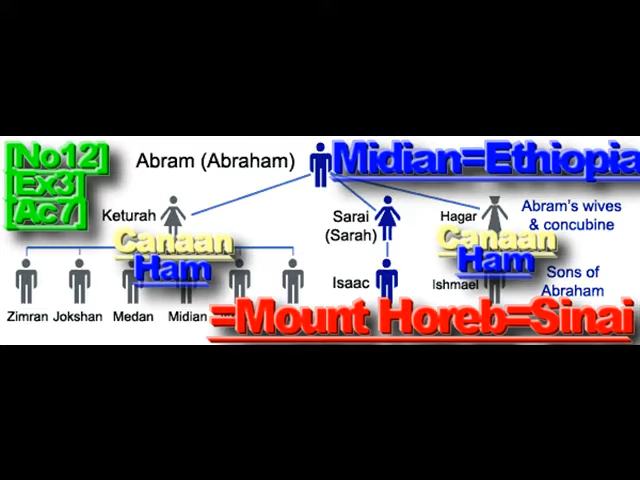 [No12]
[Ex3]
[Ac7]
Abram (Abraham)
Midian=Ethiopia
Keturah
Sarai
(Sarah)
Hagar
Abram's wives
& concubine
Canaan
Ham
Canaan
Ham
Isaac
Ishmael
Sons of
Abraham
Zimran Jokshan Medan Midian
=Mount Horeb=Sinai